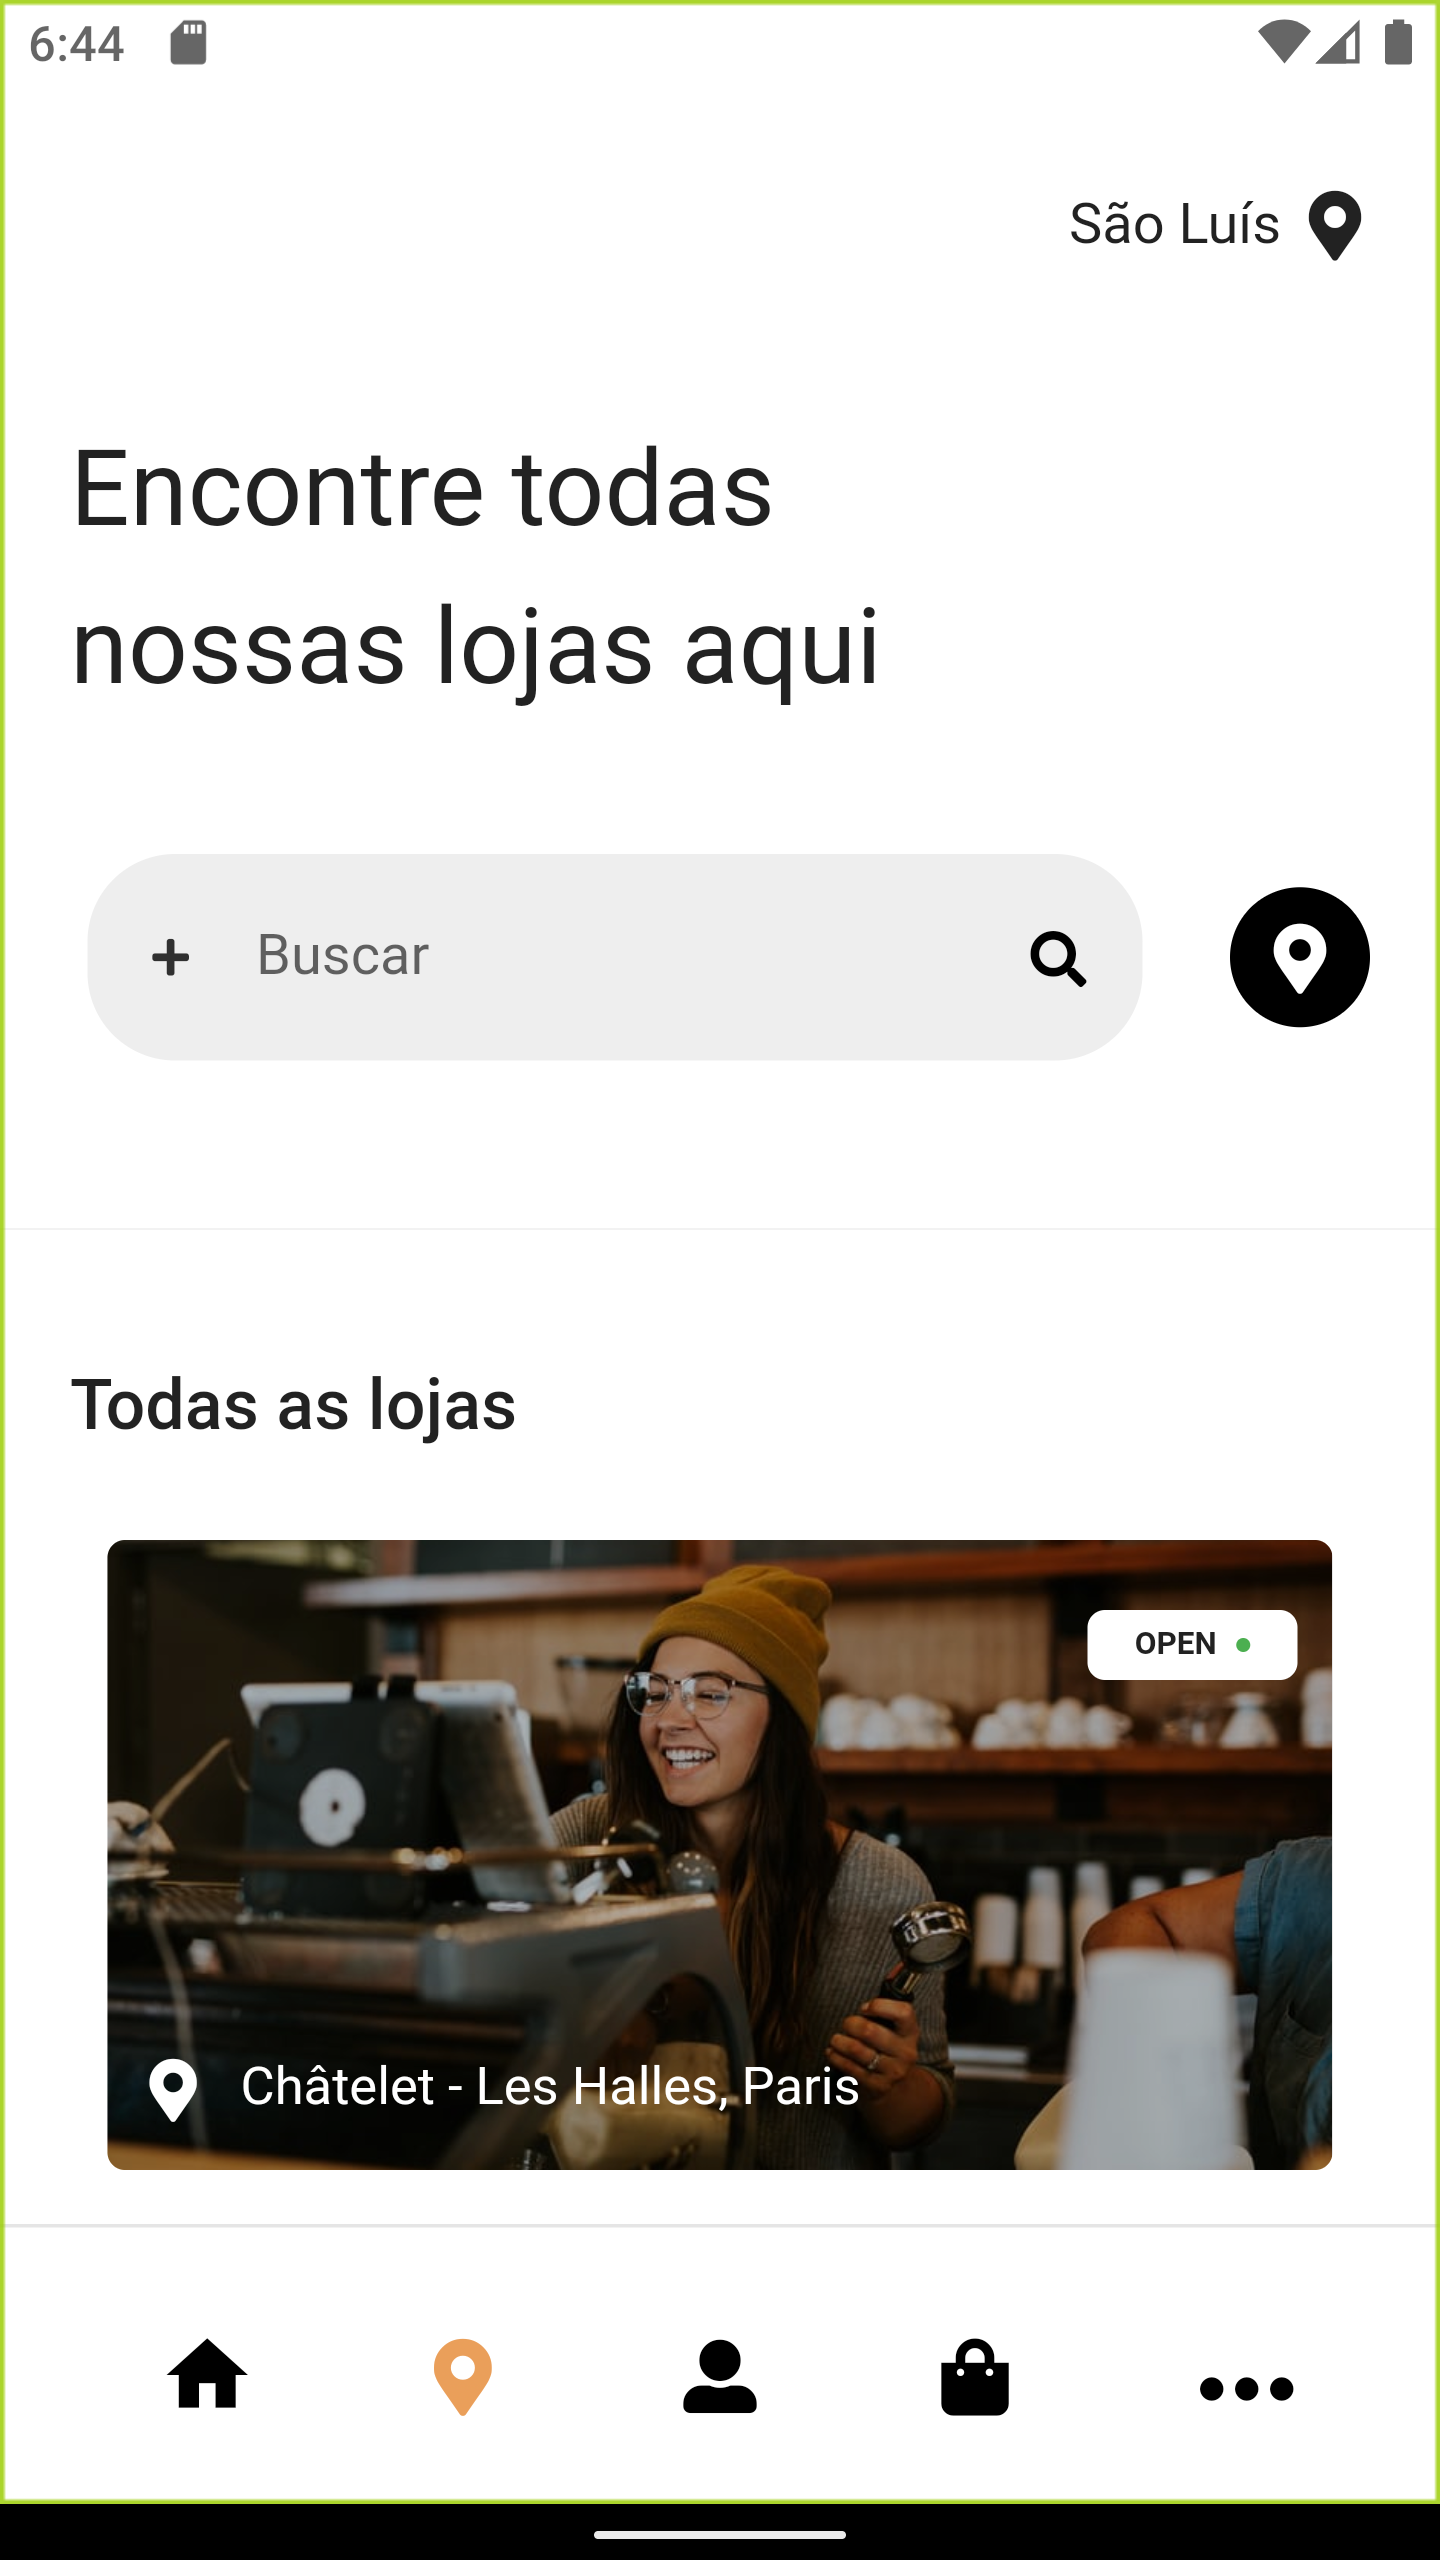 6:44
São Luís
Encontre todas
nossas lojas aqui
Buscar
Todas as lojas
OPEN
Châtelet - Les Halles, Paris